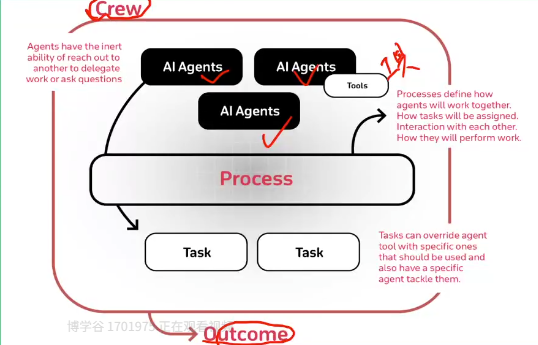 Crew
Agents have the inert
ability of reach out to
another to delegate
work or ask questions
AI Agents
AI Agents
工具
Tools
AI Agents
Processes define how
agents will work together.
How tasks will be assigned.
Interaction with each other.
How they will perform work.
Process
Task
Task
Tasks can override agent
tool with specific ones
that should be used and
also have a specific
agent tackle them.
博学谷 1701975 正在观看视频
Outcome